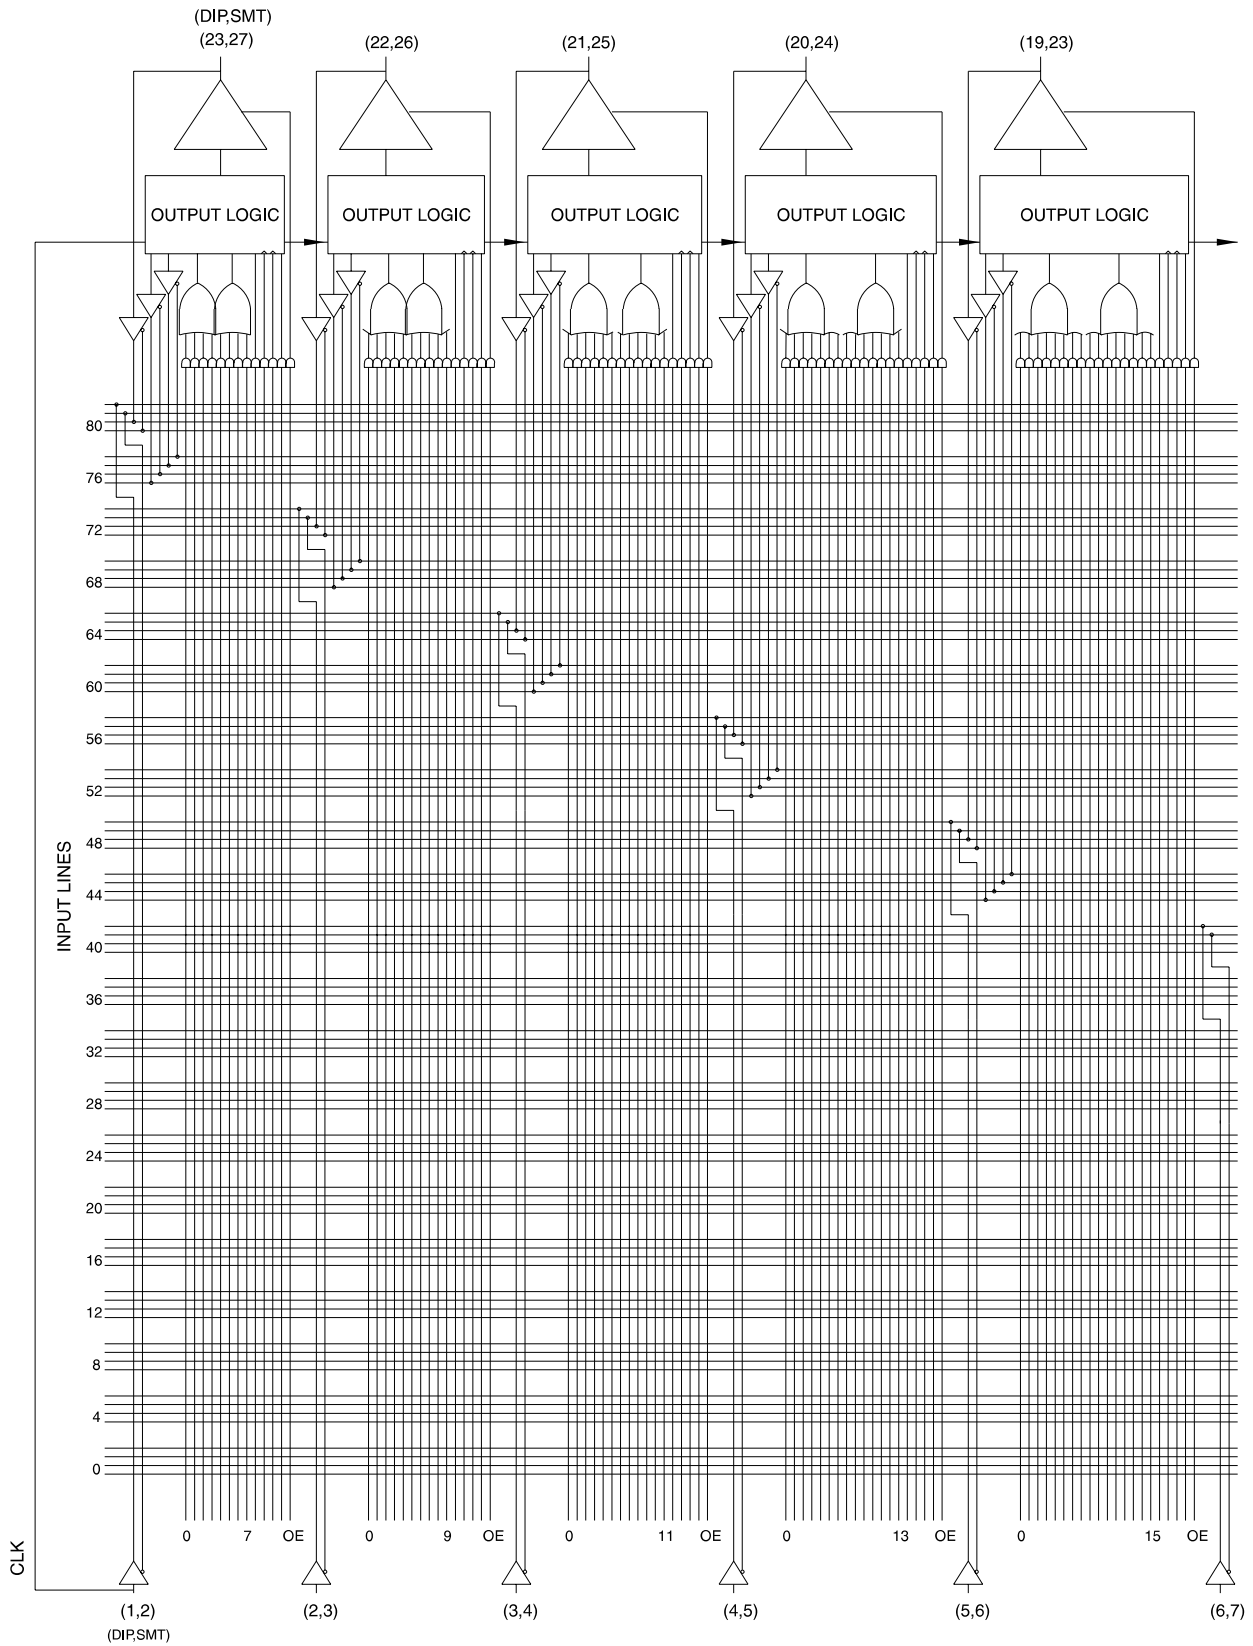 (DIP,SMT)
(23,27) (22,26) (21,25) (20,24) (19,23)
OUTPUT LOGIC OUTPUT LOGIC OUTPUT LOGIC OUTPUT LOGIC OUTPUT LOGIC
80
76
72
68
64
60
56
52
48
44
40
36
32
28
24
20
16
12
8
4
0
INPUT LINES
0 7 OE 0 9 OE 0 11 OE 0 13 OE 0 15 OE
CLK
(1,2) (2,3) (3,4) (4,5) (5,6) (6,7)
(DIP,SMT)